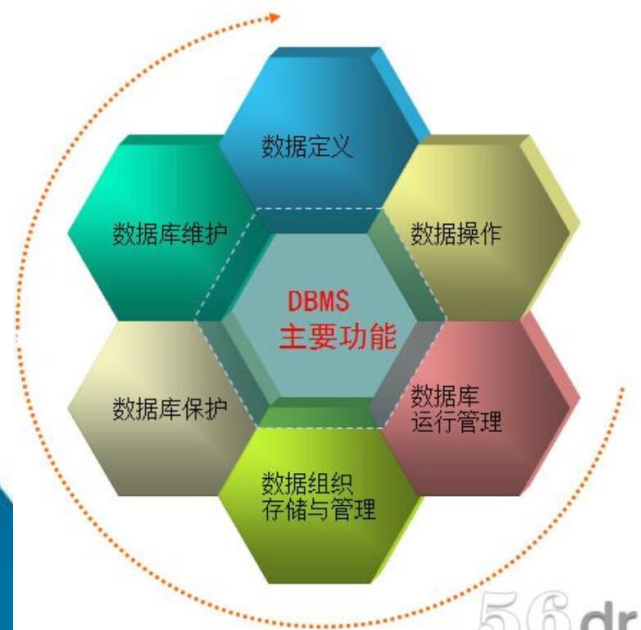 数据定义
数据库维护
数据操作
DBMS
主要功能
数据库保护
数据库
运行管理
数据组织
存储与管理
56dr